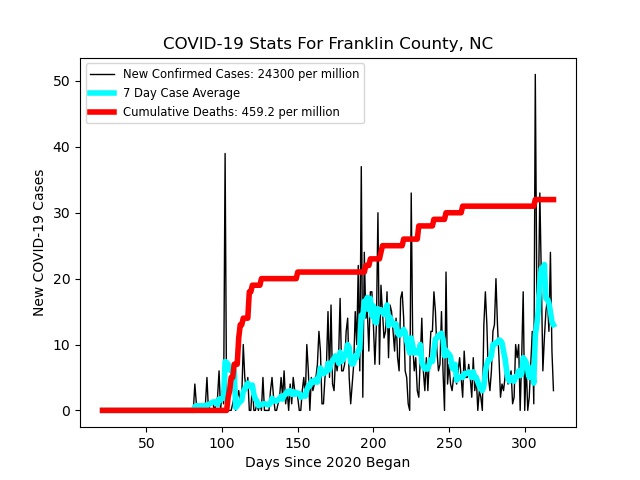 COVID-19 Stats For Franklin County, NC
New Confirmed Cases: 24300 per million
7 Day Case Average
Cumulative Deaths: 459.2 per million
New COVID-19 Cases
50
40
30
20
10
0
50 100 150 200 250 300
Days Since 2020 Began